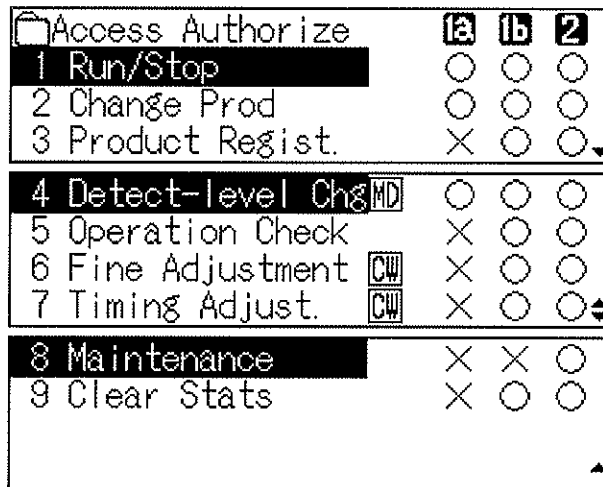 Access Authorize 1a 1b 2
1 Run/Stop ○ ○ ○
2 Change Prod ○ ○ ○
3 Product Regist. × ○ ○
4 Detect-level Chg MD ○ ○ ○
5 Operation Check × ○ ○
6 Fine Adjustment CW × ○ ○
7 Timing Adjust. CW × ○ ○
8 Maintenance × × ○
9 Clear Stats × ○ ○